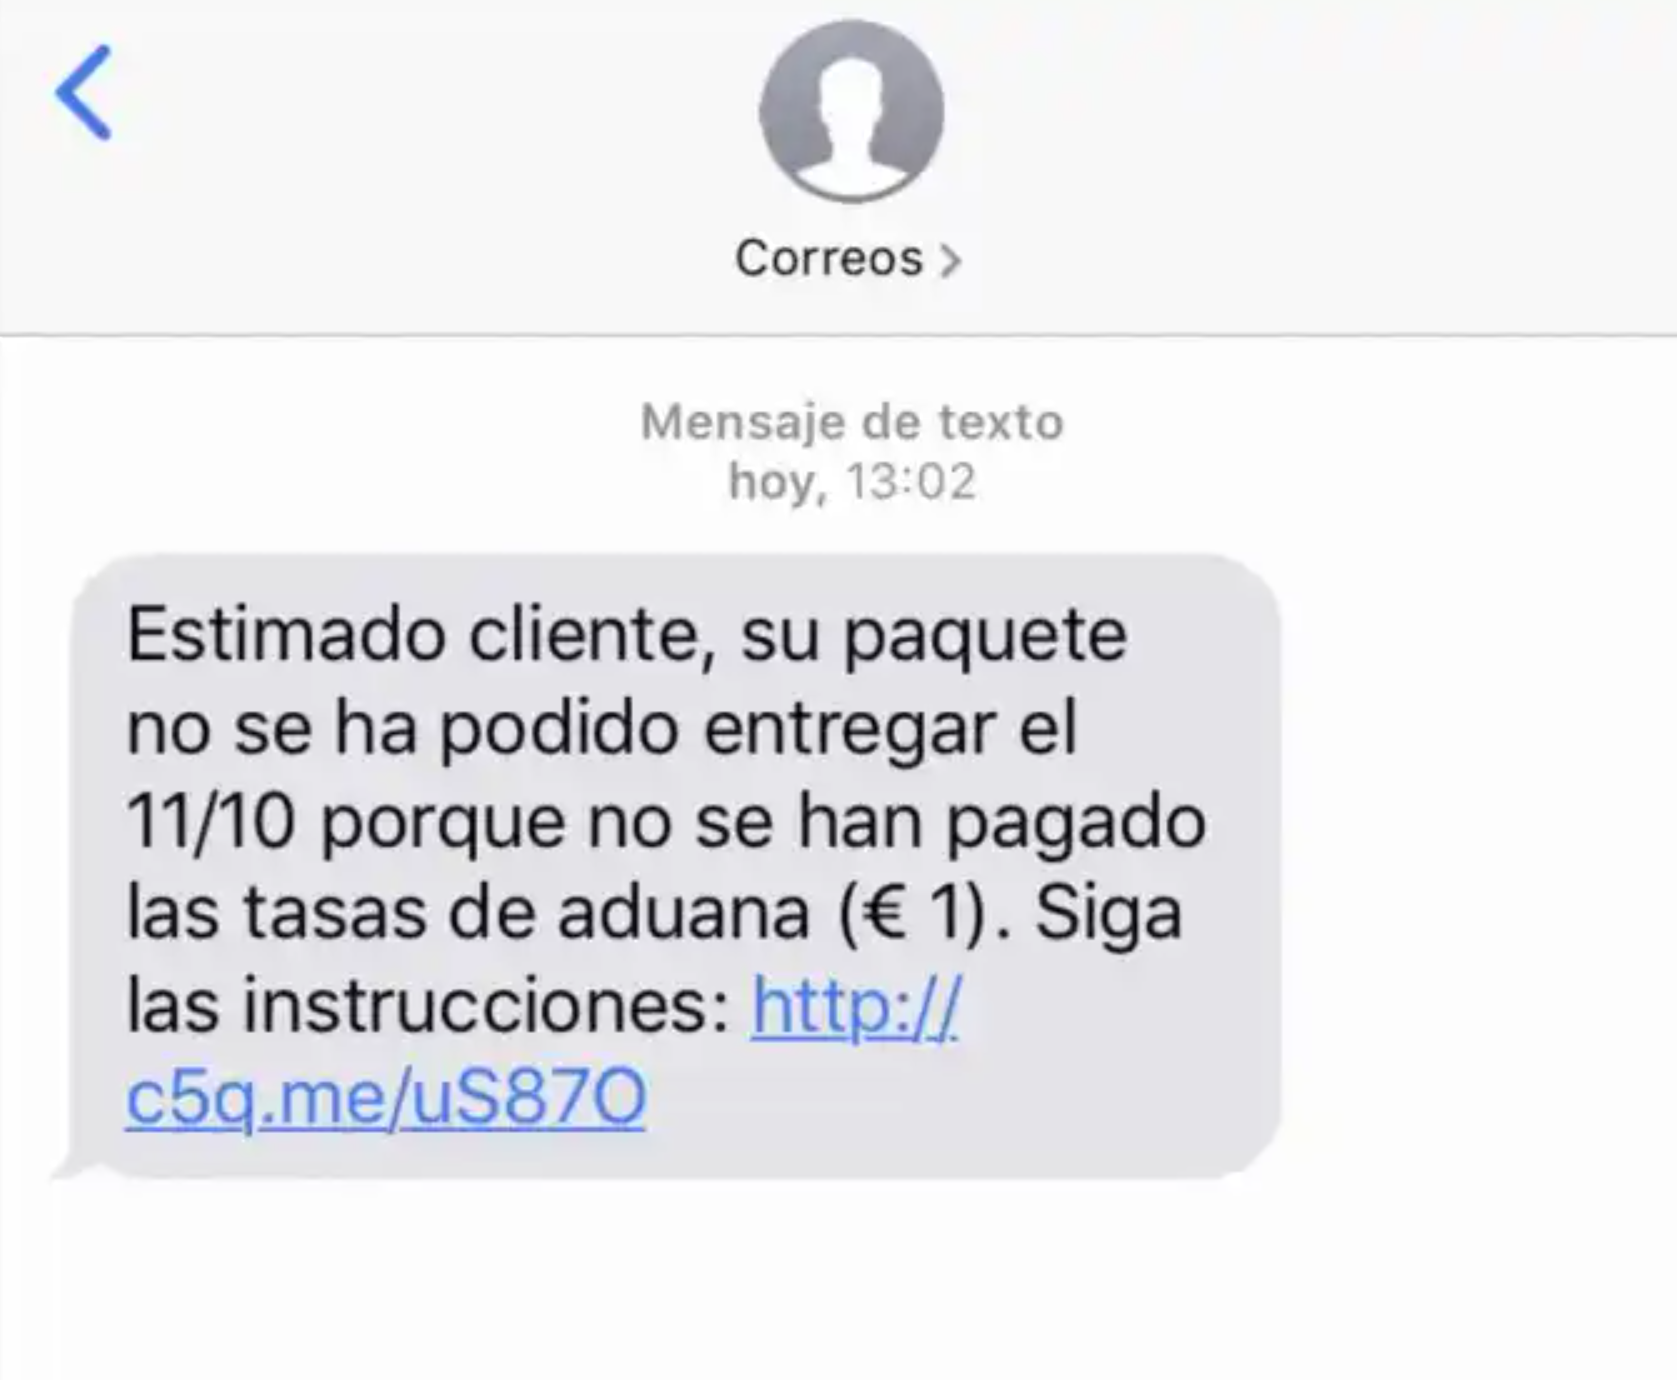 Correos >
Mensaje de texto
hoy, 13:02
Estimado cliente, su paquete
no se ha podido entregar el
11/10 porque no se han pagado
las tasas de aduana (€ 1). Siga
las instrucciones: http://
c5q.me/uS87O